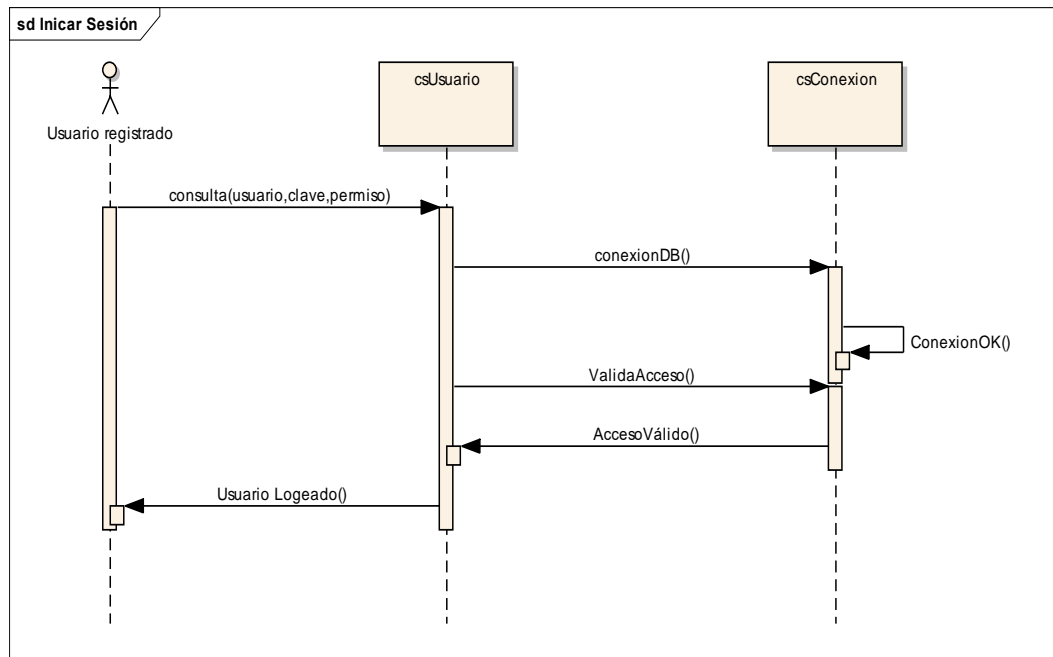 sd Inicar Sesión
Usuario registrado
csUsuario
csConexion
consulta(usuario,clave,permiso)
conexionDB()
ConexionOK()
ValidaAcceso()
AccesoVálido()
Usuario Logeado()